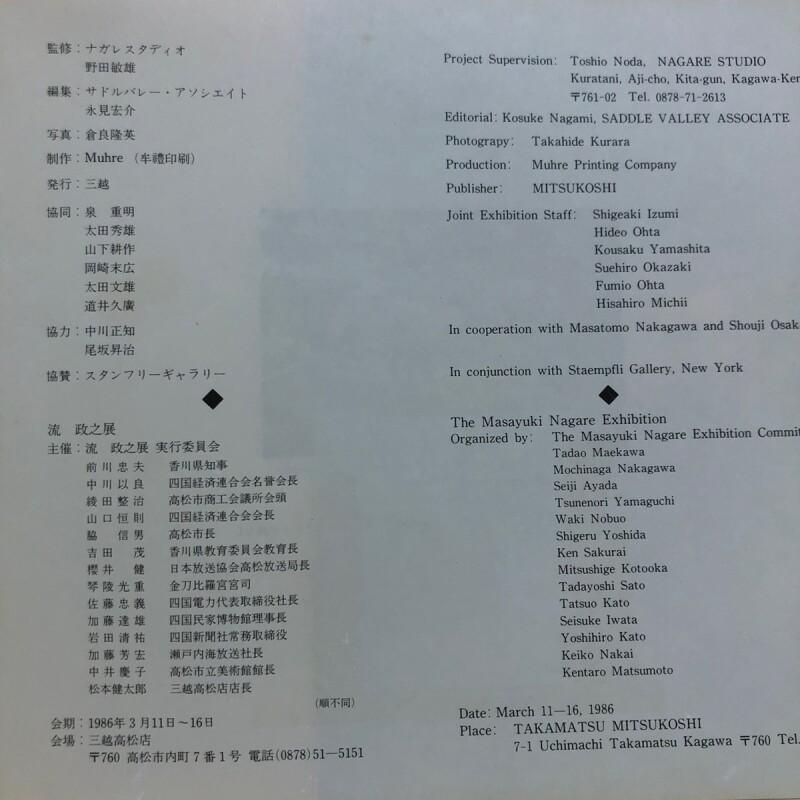 監修：ナガレスタディオ
野田敏雄
編集：サドルバレー・アソシエイト
永見宏介
写真：倉良隆英
制作：Muhre （牟禮印刷）
発行：三越
協同：泉　重明
太田秀雄
山下耕作
岡崎末広
太田文雄
道井久廣
協力：中川正知
尾坂昇治
協賛：スタンフリーギャラリー
◆
流　政之展
主催：流　政之展 実行委員会
前川忠夫　香川県知事
中川以良　四国経済連合会名誉会長
綾田整治　高松市商工会議所会頭
山口恒則　四国経済連合会会長
脇　信男　高松市長
吉田　茂　香川県教育委員会教育長
櫻井　健　日本放送協会高松放送局長
琴陵光重　金刀比羅宮宮司
佐藤忠義　四国電力代表取締役社長
加藤達雄　四国民家博物館理事長
岩田清祐　四国新聞社常務取締役
加藤芳宏　瀬戸内海放送社長
中井慶子　高松市立美術館館長
松本健太郎　三越高松店店長
（順不同）
会期：1986年3月11日～16日
会場：三越高松店
〒760 高松市内町7番1号 電話(0878)51—5151
Project Supervision: Toshio Noda, NAGARE STUDIO
Kuratani, Aji-cho, Kita-gun, Kagawa-Ken
〒761-02 Tel. 0878-71-2613
Editorial: Kosuke Nagami, SADDLE VALLEY ASSOCIATE
Photograpy: Takahide Kurara
Production: Muhre Printing Company
Publisher: MITSUKOSHI
Joint Exhibition Staff: Shigeaki Izumi
Hideo Ohta
Kousaku Yamashita
Suehiro Okazaki
Fumio Ohta
Hisahiro Michii
In cooperation with Masatomo Nakagawa and Shouji Osak
In conjunction with Staempfli Gallery, New York
◆
The Masayuki Nagare Exhibition
Organized by: The Masayuki Nagare Exhibition Commit
Tadao Maekawa
Mochinaga Nakagawa
Seiji Ayada
Tsunenori Yamaguchi
Waki Nobuo
Shigeru Yoshida
Ken Sakurai
Mitsushige Kotooka
Tadayoshi Sato
Tatsuo Kato
Seisuke Iwata
Yoshihiro Kato
Keiko Nakai
Kentaro Matsumoto
Date: March 11—16, 1986
Place: TAKAMATSU MITSUKOSHI
7-1 Uchimachi Takamatsu Kagawa 〒760 Tel.